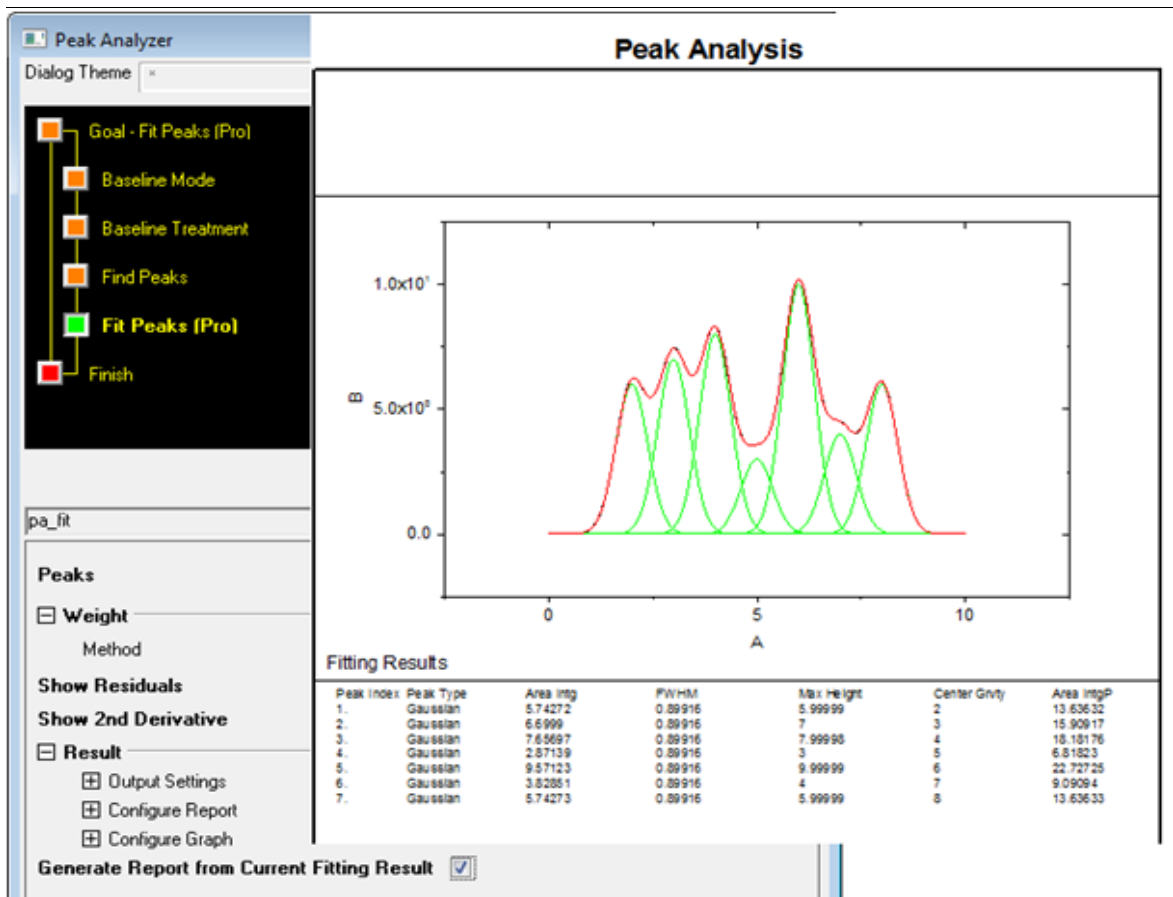 Peak Analyzer
Dialog Theme *
Goal - Fit Peaks (Pro)
Baseline Mode
Baseline Treatment
Find Peaks
Fit Peaks (Pro)
Finish
pa_fit
Peaks
Weight
Method
Show Residuals
Show 2nd Derivative
Result
Output Settings
Configure Report
Configure Graph
Generate Report from Current Fitting Result
Peak Analysis
1.0x10¹
5.0x10⁰
0.0
B
0 5 10
A
Fitting Results
Peak Index Peak Type Area Intg FWHM Max Height Center Grvty Area IntgP
1. Gaussian 5.74272 0.89916 5.99999 2 13.63632
2. Gaussian 6.6999 0.89916 7 3 15.90917
3. Gaussian 7.65697 0.89916 7.99998 4 18.18176
4. Gaussian 2.87139 0.89916 3 5 6.81823
5. Gaussian 9.57123 0.89916 9.99999 6 22.72725
6. Gaussian 3.82851 0.89916 4 7 9.09094
7. Gaussian 5.74273 0.89916 5.99999 8 13.63633